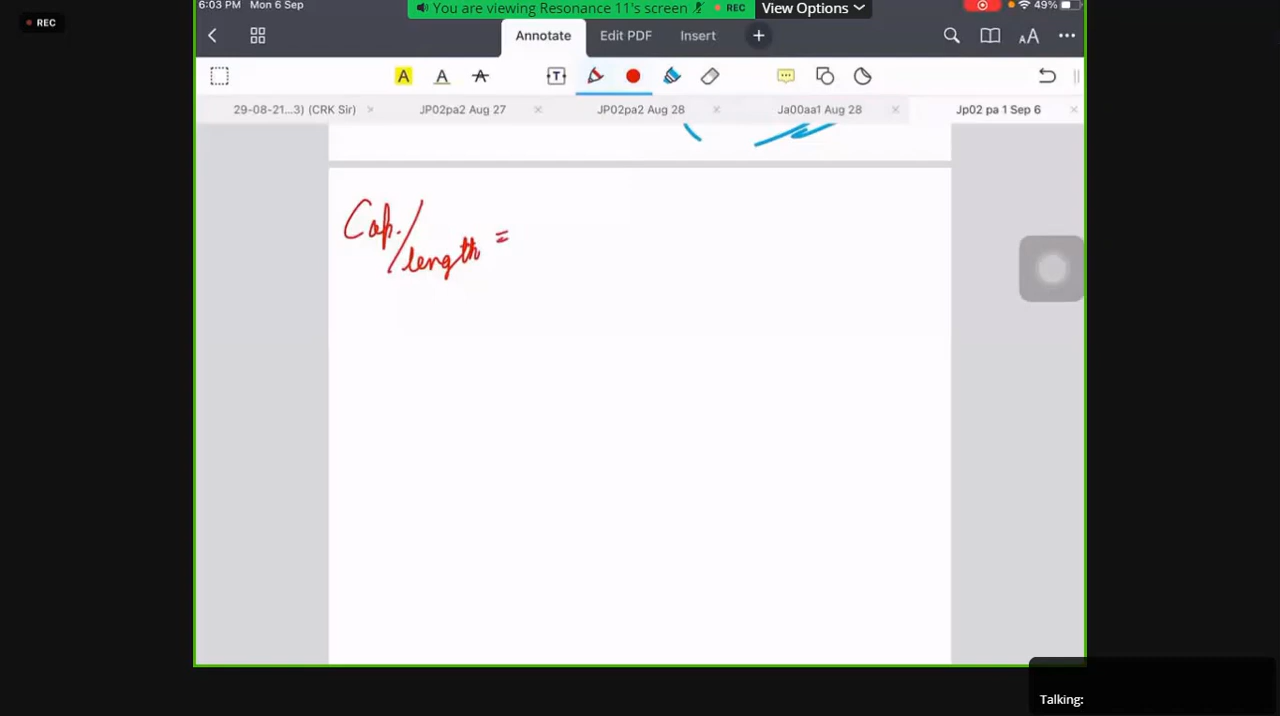 6:03 PM Mon 6 Sep
You are viewing Resonance 11's screen REC
View Options
49%
REC
Annotate Edit PDF Insert
AA
A A A T
29-08-21...3) (CRK Sir) JP02pa2 Aug 27 JP02pa2 Aug 28 Ja00aa1 Aug 28 Jp02 pa 1 Sep 6
Cap./length =
Talking: